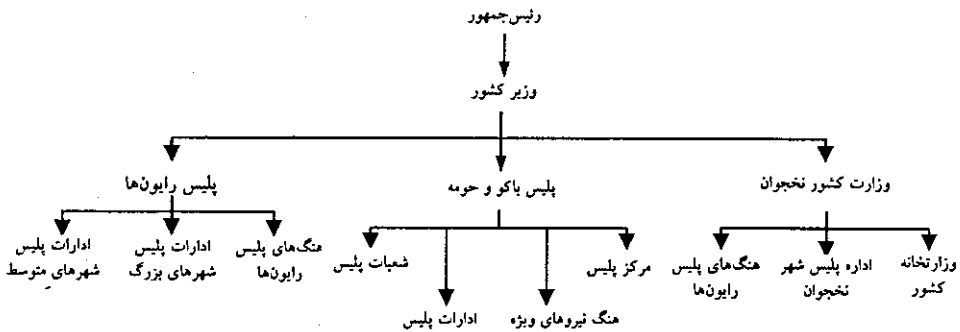 رئیس‌جمهور
وزیر کشور
وزارت کشور نخجوان
پلیس باکو و حومه
پلیس رایون‌ها
وزارتخانه
کشور
اداره پلیس شهر
نخجوان
هنگ‌های پلیس
رایون‌ها
مرکز پلیس
هنگ نیروهای ویژه
ادارات پلیس
شعبات پلیس
هنگ‌های پلیس
رایون‌ها
ادارات پلیس
شهرهای بزرگ
ادارات پلیس
شهرهای متوسط